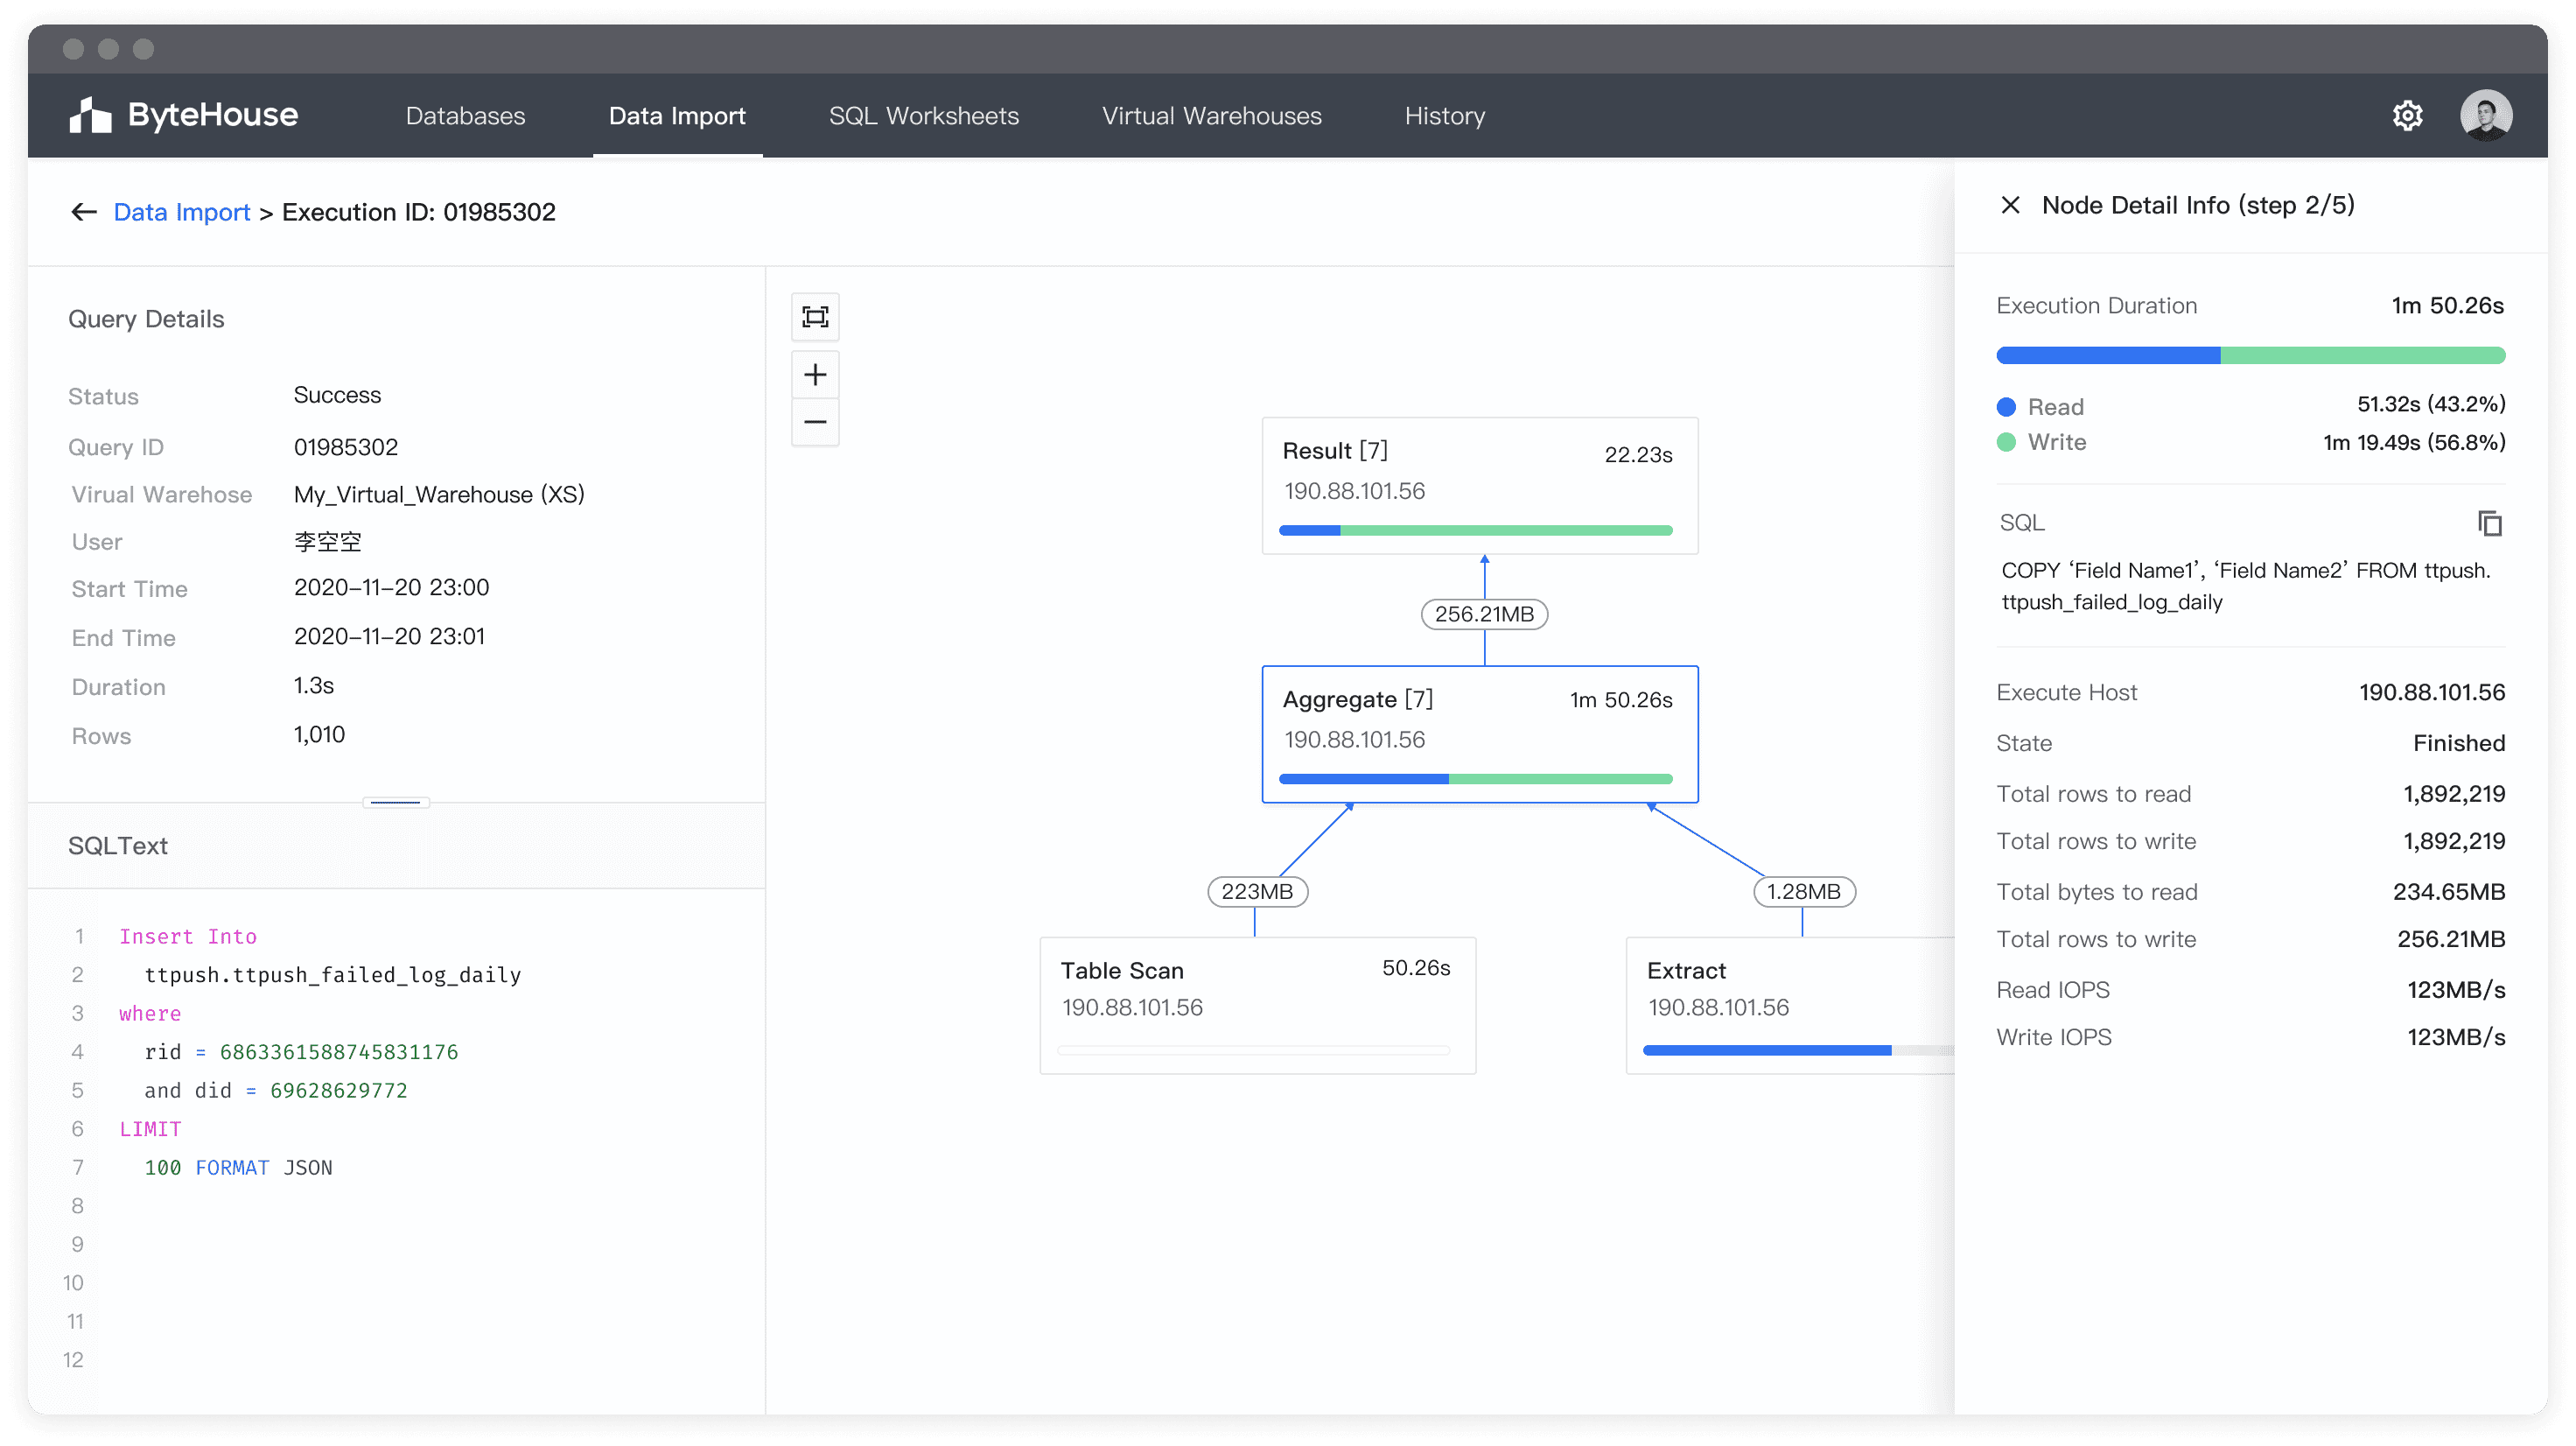 ByteHouse Databases Data Import SQL Worksheets Virtual Warehouses History
Data Import > Execution ID: 01985302
Query Details
Status Success
Query ID 01985302
Virual Warehose My_Virtual_Warehouse (XS)
User 李空空
Start Time 2020-11-20 23:00
End Time 2020-11-20 23:01
Duration 1.3s
Rows 1,010
SQLText
1 Insert Into
2 ttpush.ttpush_failed_log_daily
3 where
4 rid = 6863361588745831176
5 and did = 69628629772
6 LIMIT
7 100 FORMAT JSON
8
9
10
11
12
Result [7] 22.23s
190.88.101.56
256.21MB
Aggregate [7] 1m 50.26s
190.88.101.56
223MB 1.28MB
Table Scan 50.26s
190.88.101.56
Extract
190.88.101.56
Node Detail Info (step 2/5)
Execution Duration 1m 50.26s
Read 51.32s (43.2%)
Write 1m 19.49s (56.8%)
SQL
COPY ‘Field Name1’, ‘Field Name2’ FROM ttpush.
ttpush_failed_log_daily
Execute Host 190.88.101.56
State Finished
Total rows to read 1,892,219
Total rows to write 1,892,219
Total bytes to read 234.65MB
Total rows to write 256.21MB
Read IOPS 123MB/s
Write IOPS 123MB/s